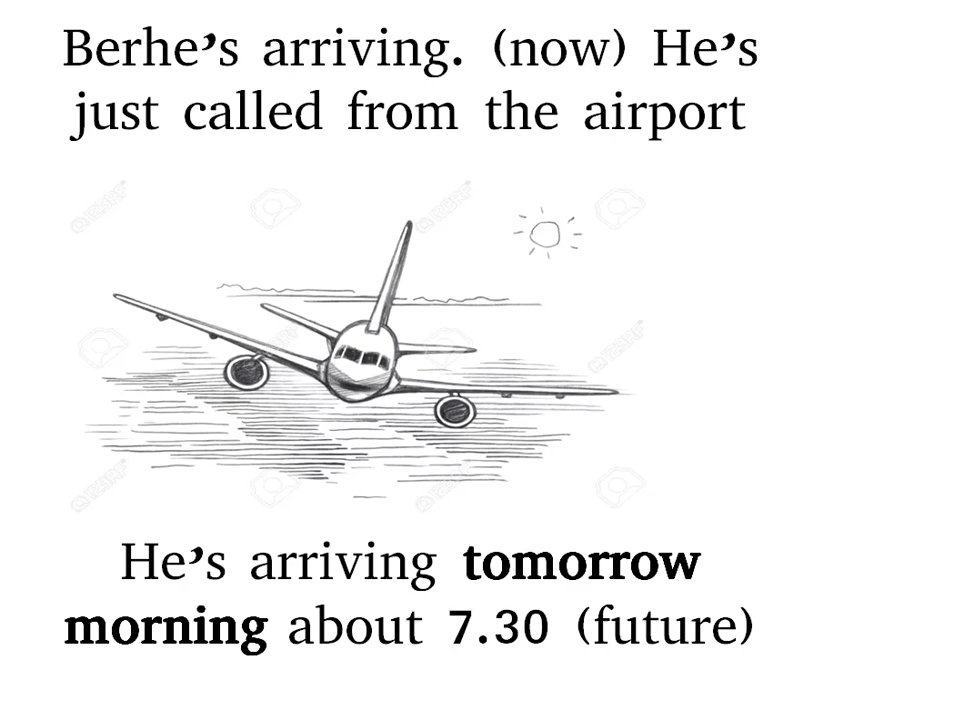 Berhe’s arriving. (now) He’s
just called from the airport
He’s arriving tomorrow
morning about 7.30 (future)